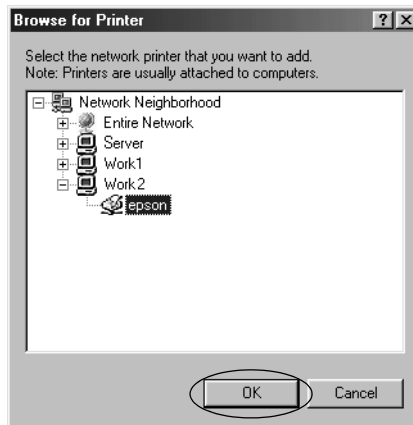 Browse for Printer
Select the network printer that you want to add.
Note: Printers are usually attached to computers.
Network Neighborhood
Entire Network
Server
Work1
Work2
epson
OK Cancel